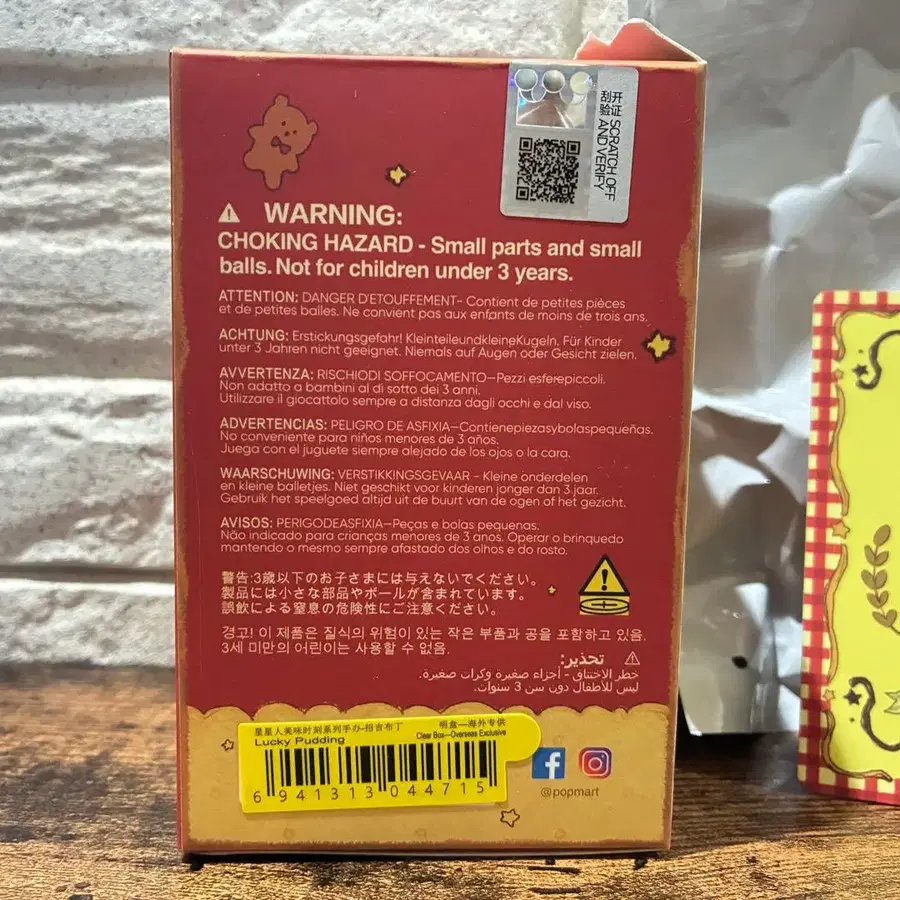 开证 SCRATCH OFF
刮验 AND VERIFY
WARNING:
CHOKING HAZARD - Small parts and small
balls. Not for children under 3 years.
ATTENTION: DANGER D'ETOUFFEMENT- Contient de petites pièces
et de petites balles. Ne convient pas aux enfants de moins de trois ans.
ACHTUNG: Erstickungsgefahr! KleinteileundkleineKugeln. Für Kinder
unter 3 Jahren nicht geeignet. Niemals auf Augen oder Gesicht zielen.
AVVERTENZA: RISCHIODI SOFFOCAMENTO—Pezzi esferepiccoli.
Non adatto a bambini al di sotto dei 3 anni.
Utilizzare il giocattolo sempre a distanza dagli occhi e dal viso.
ADVERTENCIAS: PELIGRO DE ASFIXIA—Contienepiezasybolaspequeñas.
No conveniente para niños menores de 3 años.
Juega con el juguete siempre alejado de los ojos o la cara.
WAARSCHUWING: VERSTIKKINGSGEVAAR - Kleine onderdelen
en kleine balletjes. Niet geschikt voor kinderen jonger dan 3 jaar.
Gebruik het speelgoed altijd uit de buurt van de ogen of het gezicht.
AVISOS: PERIGODEASFIXIA—Peças e bolas pequenas.
Não indicado para crianças menores de 3 anos. Operar o brinquedo
mantendo o mesmo sempre afastado dos olhos e do rosto.
警告:3歳以下のお子さまには与えないでください。
製品には小さな部品やボールが含まれています。
誤飲による窒息の危険性にご注意ください。
경고! 이 제품은 질식의 위험이 있는 작은 부품과 공을 포함하고 있음.
3세 미만의 어린이는 사용할 수 없음.
تحذير:
خطر الاختناق - أجزاء صغيرة وكرات صغيرة.
ليس للأطفال دون سن 3 سنوات.
星星人美味时刻系列手办-招吉布丁 明盒—海外专供
Lucky Pudding Clear Box—Overseas Exclusive
6 941313 044715
@popmart